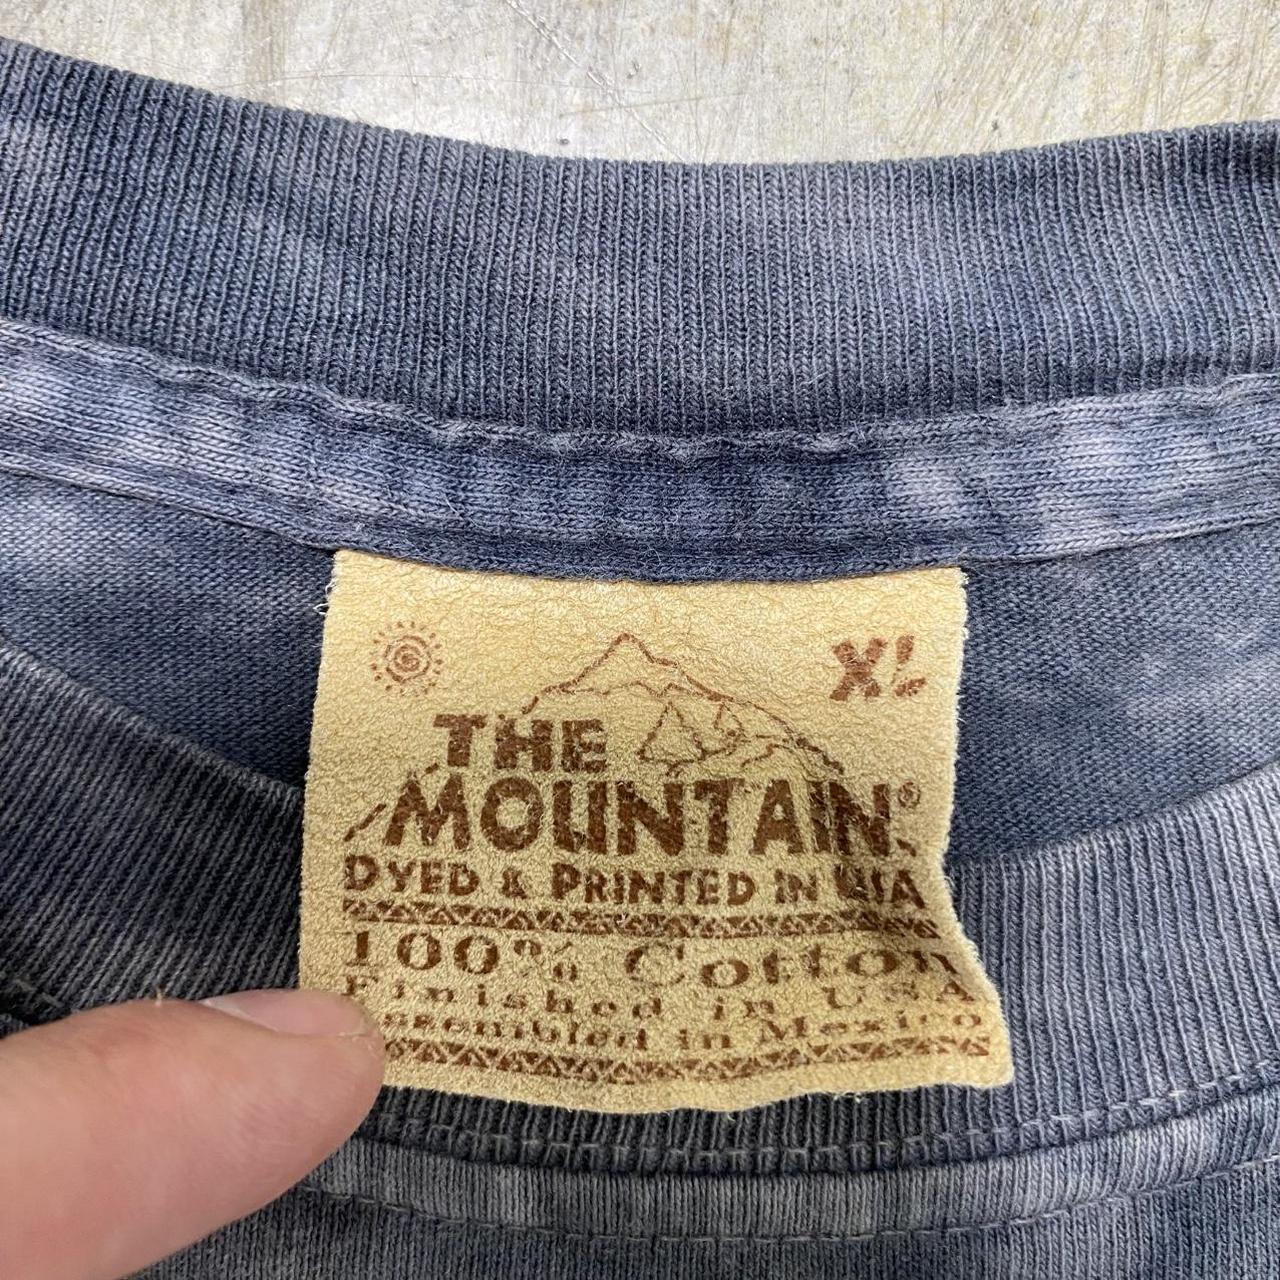 XL
THE
MOUNTAIN®
DYED & PRINTED IN USA
100% Cotton
Finished in USA
Assembled in Mexico